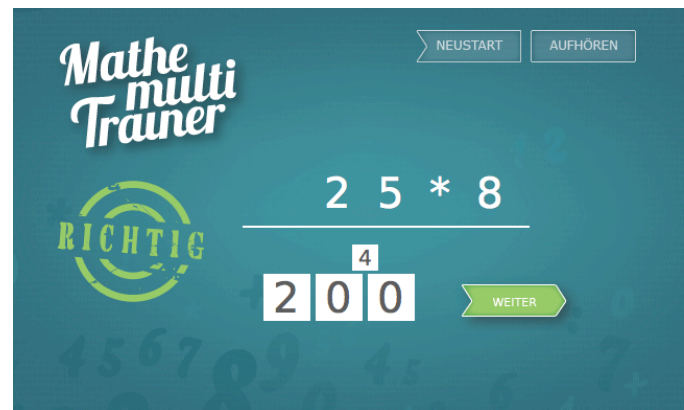 Mathe
multi
Trainer
NEUSTART
AUFHÖREN
2 5 * 8
RICHTIG
4
2 0 0
WEITER